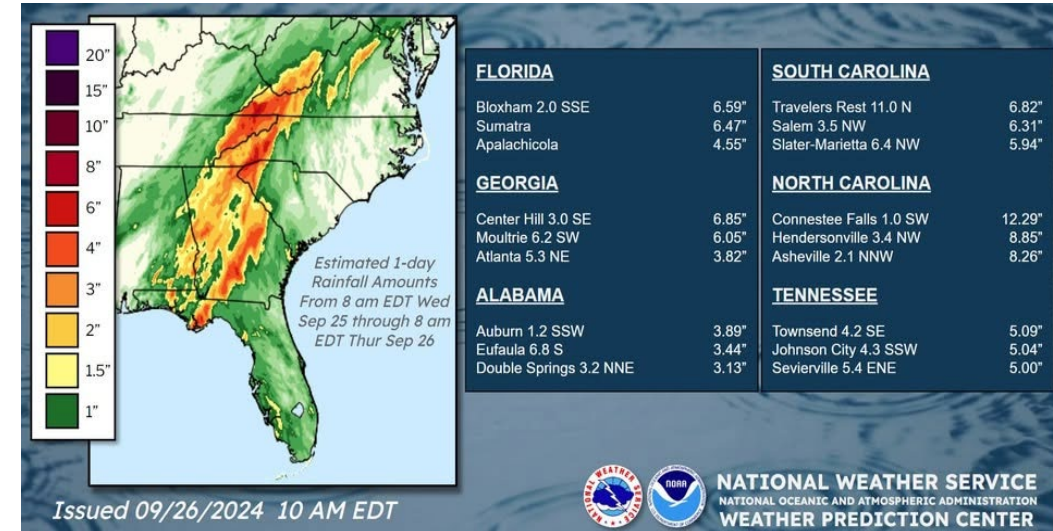 20"
15"
10"
8"
6"
4"
3"
2"
1.5"
1"
Estimated 1-day
Rainfall Amounts
From 8 am EDT Wed
Sep 25 through 8 am
EDT Thur Sep 26
Issued 09/26/2024 10 AM EDT
FLORIDA
Bloxham 2.0 SSE 6.59"
Sumatra 6.47"
Apalachicola 4.55"
GEORGIA
Center Hill 3.0 SE 6.85"
Moultrie 6.2 SW 6.05"
Atlanta 5.3 NE 3.82"
ALABAMA
Auburn 1.2 SSW 3.89"
Eufaula 6.8 S 3.44"
Double Springs 3.2 NNE 3.13"
SOUTH CAROLINA
Travelers Rest 11.0 N 6.82"
Salem 3.5 NW 6.31"
Slater-Marietta 6.4 NW 5.94"
NORTH CAROLINA
Connestee Falls 1.0 SW 12.29"
Hendersonville 3.4 NW 8.85"
Asheville 2.1 NNW 8.26"
TENNESSEE
Townsend 4.2 SE 5.09"
Johnson City 4.3 SSW 5.04"
Sevierville 5.4 ENE 5.00"
NATIONAL WEATHER SERVICE
NOAA
NATIONAL WEATHER SERVICE
NATIONAL OCEANIC AND ATMOSPHERIC ADMINISTRATION
WEATHER PREDICTION CENTER